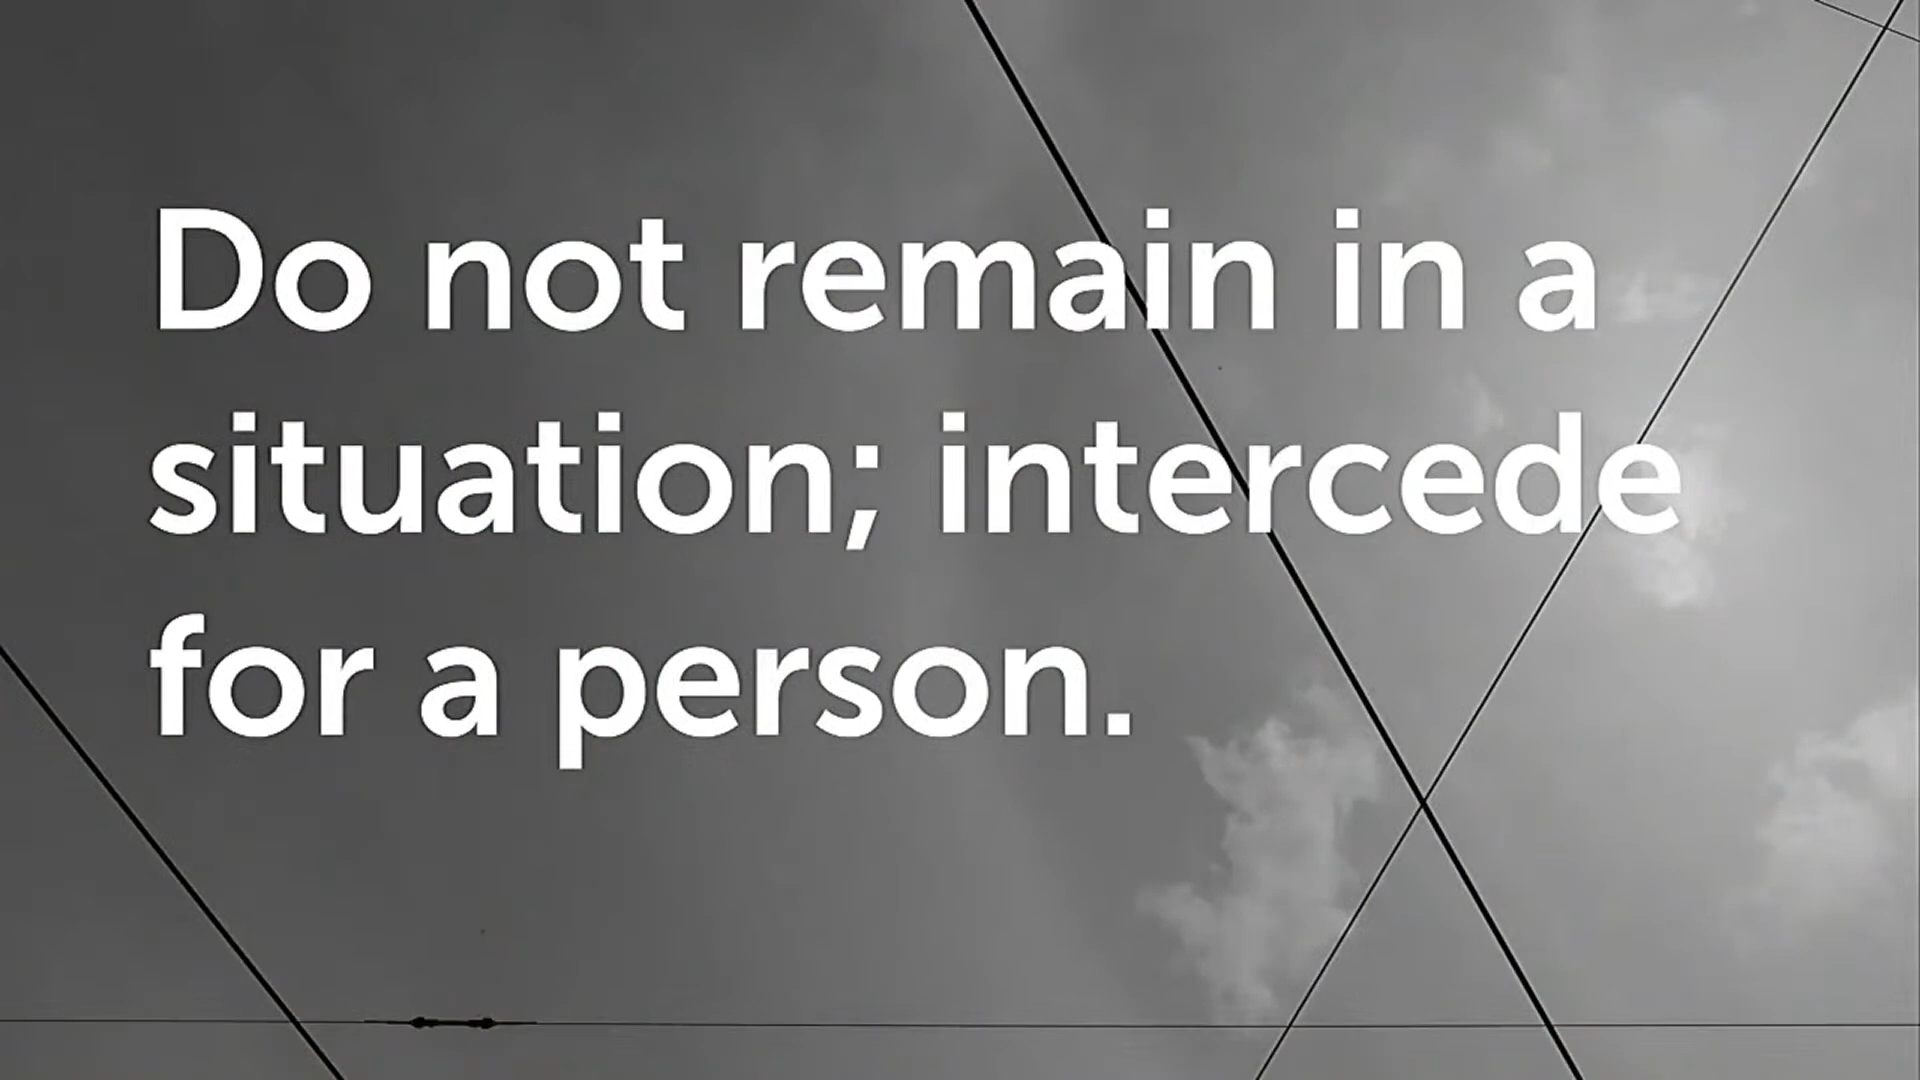 Do not remain in a
situation; intercede
for a person.